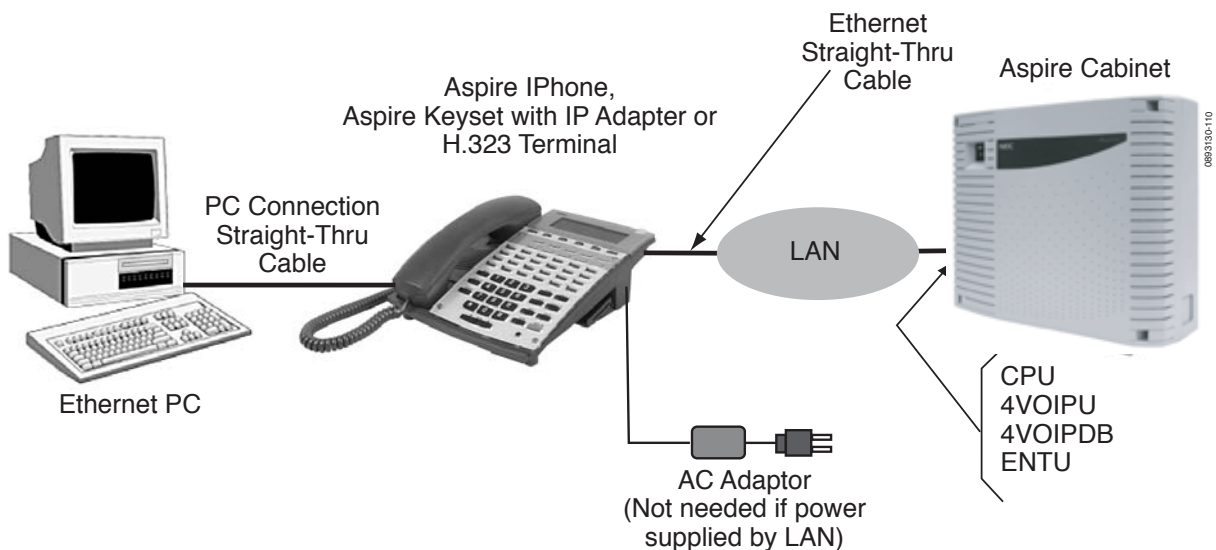 Ethernet
Straight-Thru
Cable
Aspire Cabinet
Aspire IPhone,
Aspire Keyset with IP Adapter or
H.323 Terminal
0893130-110
NEC
PC Connection
Straight-Thru
Cable
LAN
Ethernet PC
CPU
4VOIPU
4VOIPDB
ENTU
AC Adaptor
(Not needed if power
supplied by LAN)